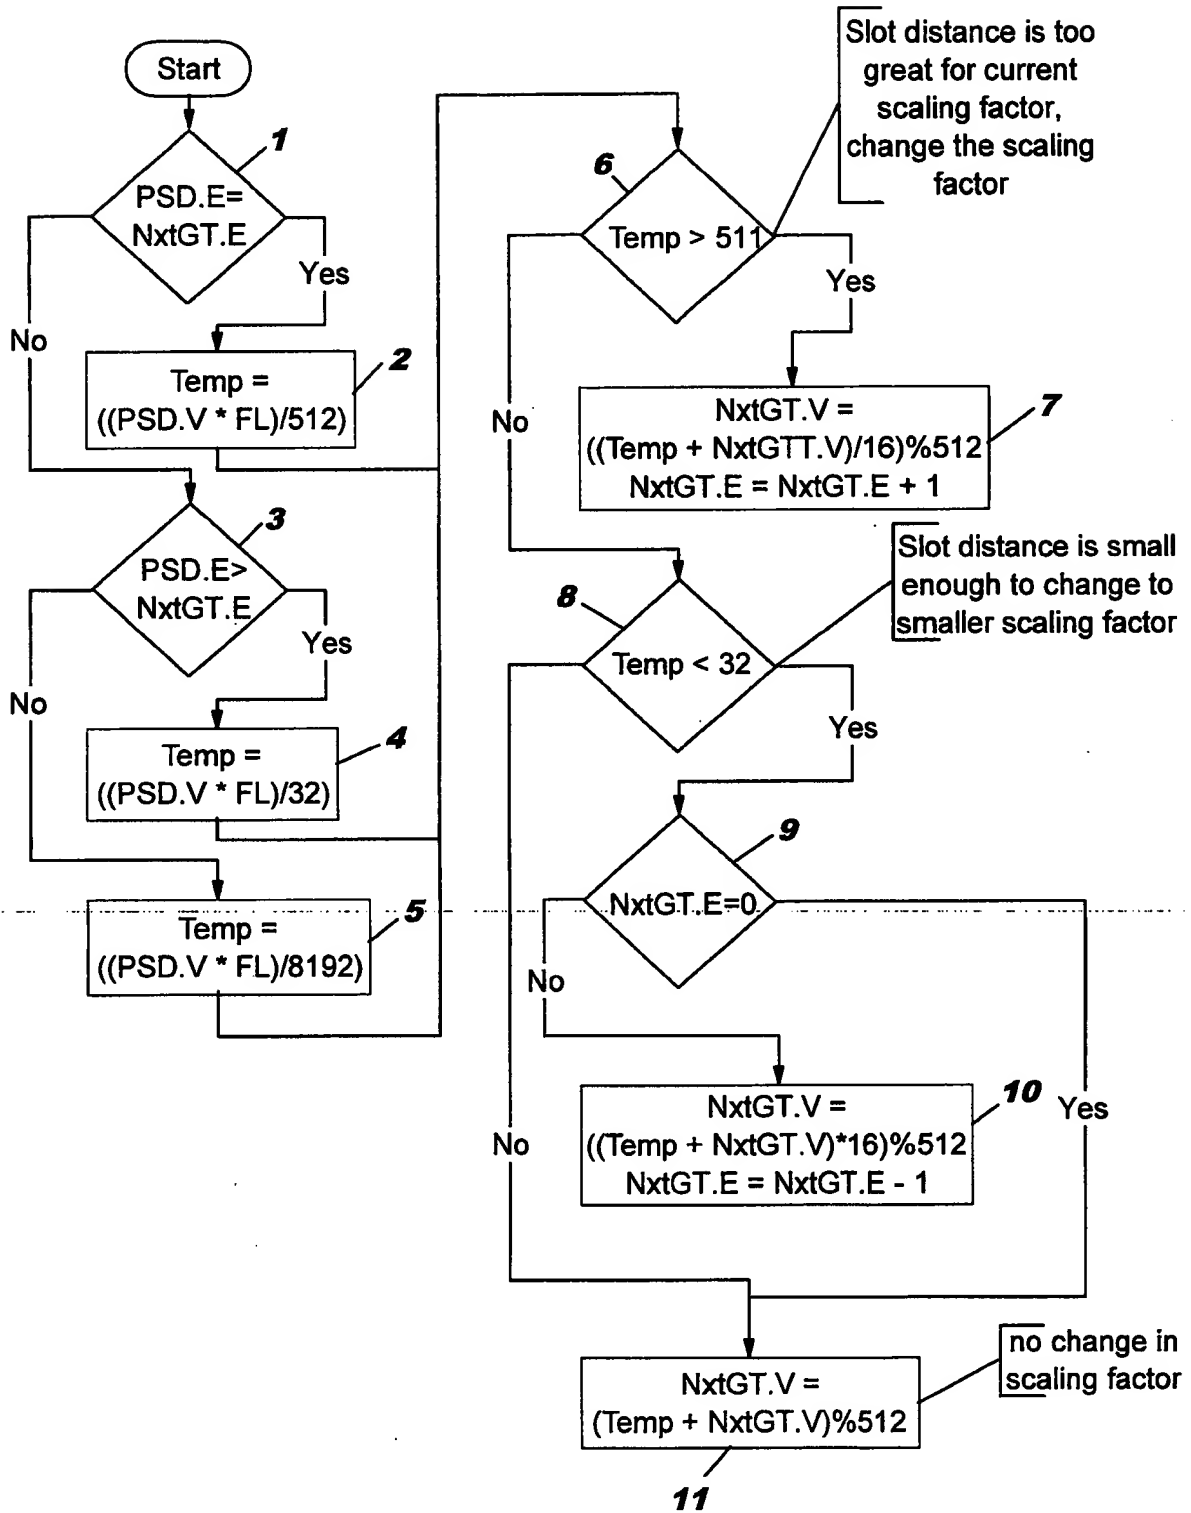 Start
1
PSD.E=
NxtGT.E
Yes
No
2
Temp =
((PSD.V * FL)/512)
3
PSD.E>
NxtGT.E
Yes
No
4
Temp =
((PSD.V * FL)/32)
5
Temp =
((PSD.V * FL)/8192)
Slot distance is too
great for current
scaling factor,
change the scaling
factor
6
Temp > 511
Yes
No
7
NxtGT.V =
((Temp + NxtGTT.V)/16)%512
NxtGT.E = NxtGT.E + 1
Slot distance is small
enough to change to
smaller scaling factor
8
Temp < 32
Yes
No
9
NxtGT.E=0
No
Yes
10
NxtGT.V =
((Temp + NxtGT.V)*16)%512
NxtGT.E = NxtGT.E - 1
no change in
scaling factor
NxtGT.V =
(Temp + NxtGT.V)%512
11